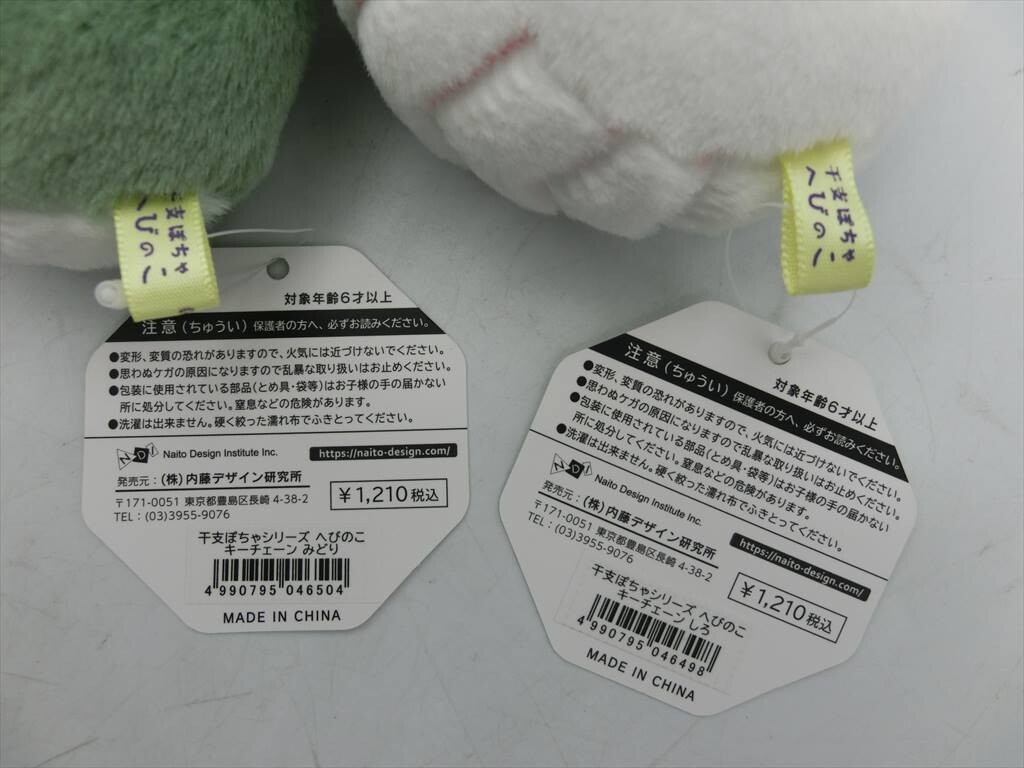 干支ぽちゃ
へびのこ
対象年齢6才以上
注意(ちゅうい) 保護者の方へ、必ずお読みください。
●変形、変質の恐れがありますので、火気には近づけないでください。
●思わぬケガの原因になりますので乱暴な取り扱いはお止めください。
●包装に使用されている部品(とめ具・袋等)はお子様の手の届かない
所に処分してください。窒息などの危険があります。
●洗濯は出来ません。硬く絞った濡れ布でふきとってください。
NDI Naito Design Institute Inc.
https://naito-design.com/
発売元:(株)内藤デザイン研究所
〒171-0051 東京都豊島区長崎 4-38-2
TEL:(03)3955-9076
¥1,210税込
干支ぽちゃシリーズ へびのこ
キーチェーン みどり
4 990795 046504
MADE IN CHINA
干支ぽちゃ
へびのこ
対象年齢6才以上
注意(ちゅうい) 保護者の方へ、必ずお読みください。
●変形、変質の恐れがありますので、火気には近づけないでください。
●思わぬケガの原因になりますので乱暴な取り扱いはお止めください。
●包装に使用されている部品(とめ具・袋等)はお子様の手の届かない
所に処分してください。窒息などの危険があります。
●洗濯は出来ません。硬く絞った濡れ布でふきとってください。
NDI Naito Design Institute Inc.
https://naito-design.com/
発売元:(株)内藤デザイン研究所
〒171-0051 東京都豊島区長崎 4-38-2
TEL:(03)3955-9076
¥1,210税込
干支ぽちゃシリーズ へびのこ
キーチェーン しろ
4 990795 046498
MADE IN CHINA